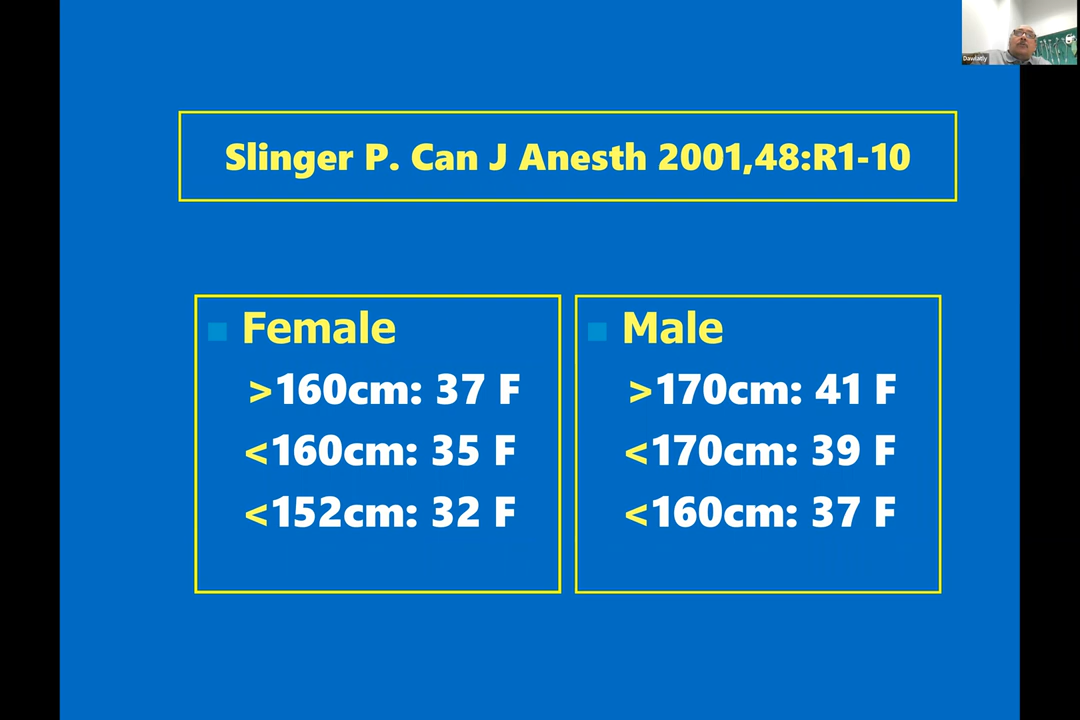 Dawlatly
Slinger P. Can J Anesth 2001,48:R1-10
Female
>160cm: 37 F
<160cm: 35 F
<152cm: 32 F
Male
>170cm: 41 F
<170cm: 39 F
<160cm: 37 F